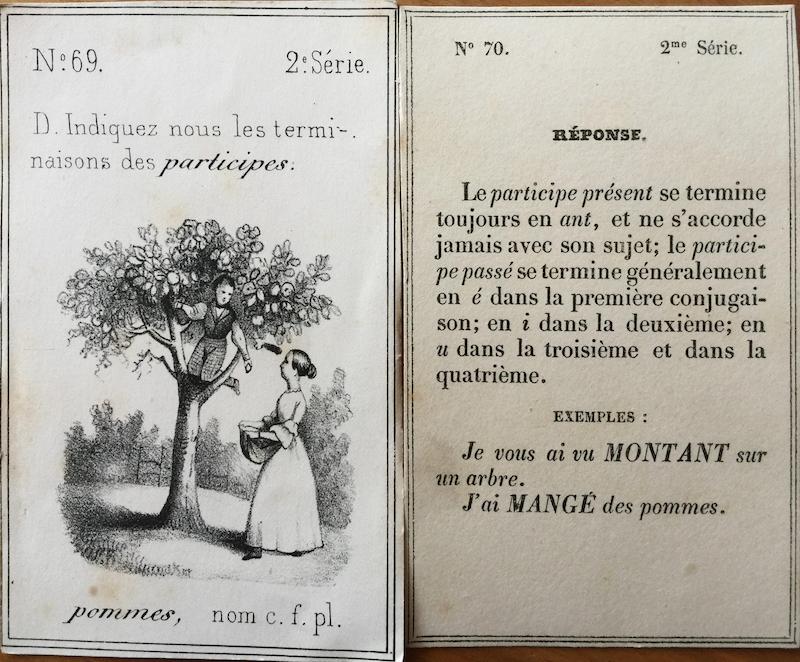 No. 69. 2e. Série.
D. Indiquez nous les termi-.
naisons des participes.
pommes, nom c. f. pl.
No 70. 2me Série.
RÉPONSE.
Le participe présent se termine
toujours en ant, et ne s'accorde
jamais avec son sujet; le partici-
pe passé se termine généralement
en é dans la première conjugai-
son; en i dans la deuxième; en
u dans la troisième et dans la
quatrième.
EXEMPLES :
Je vous ai vu MONTANT sur
un arbre.
J'ai MANGÉ des pommes.